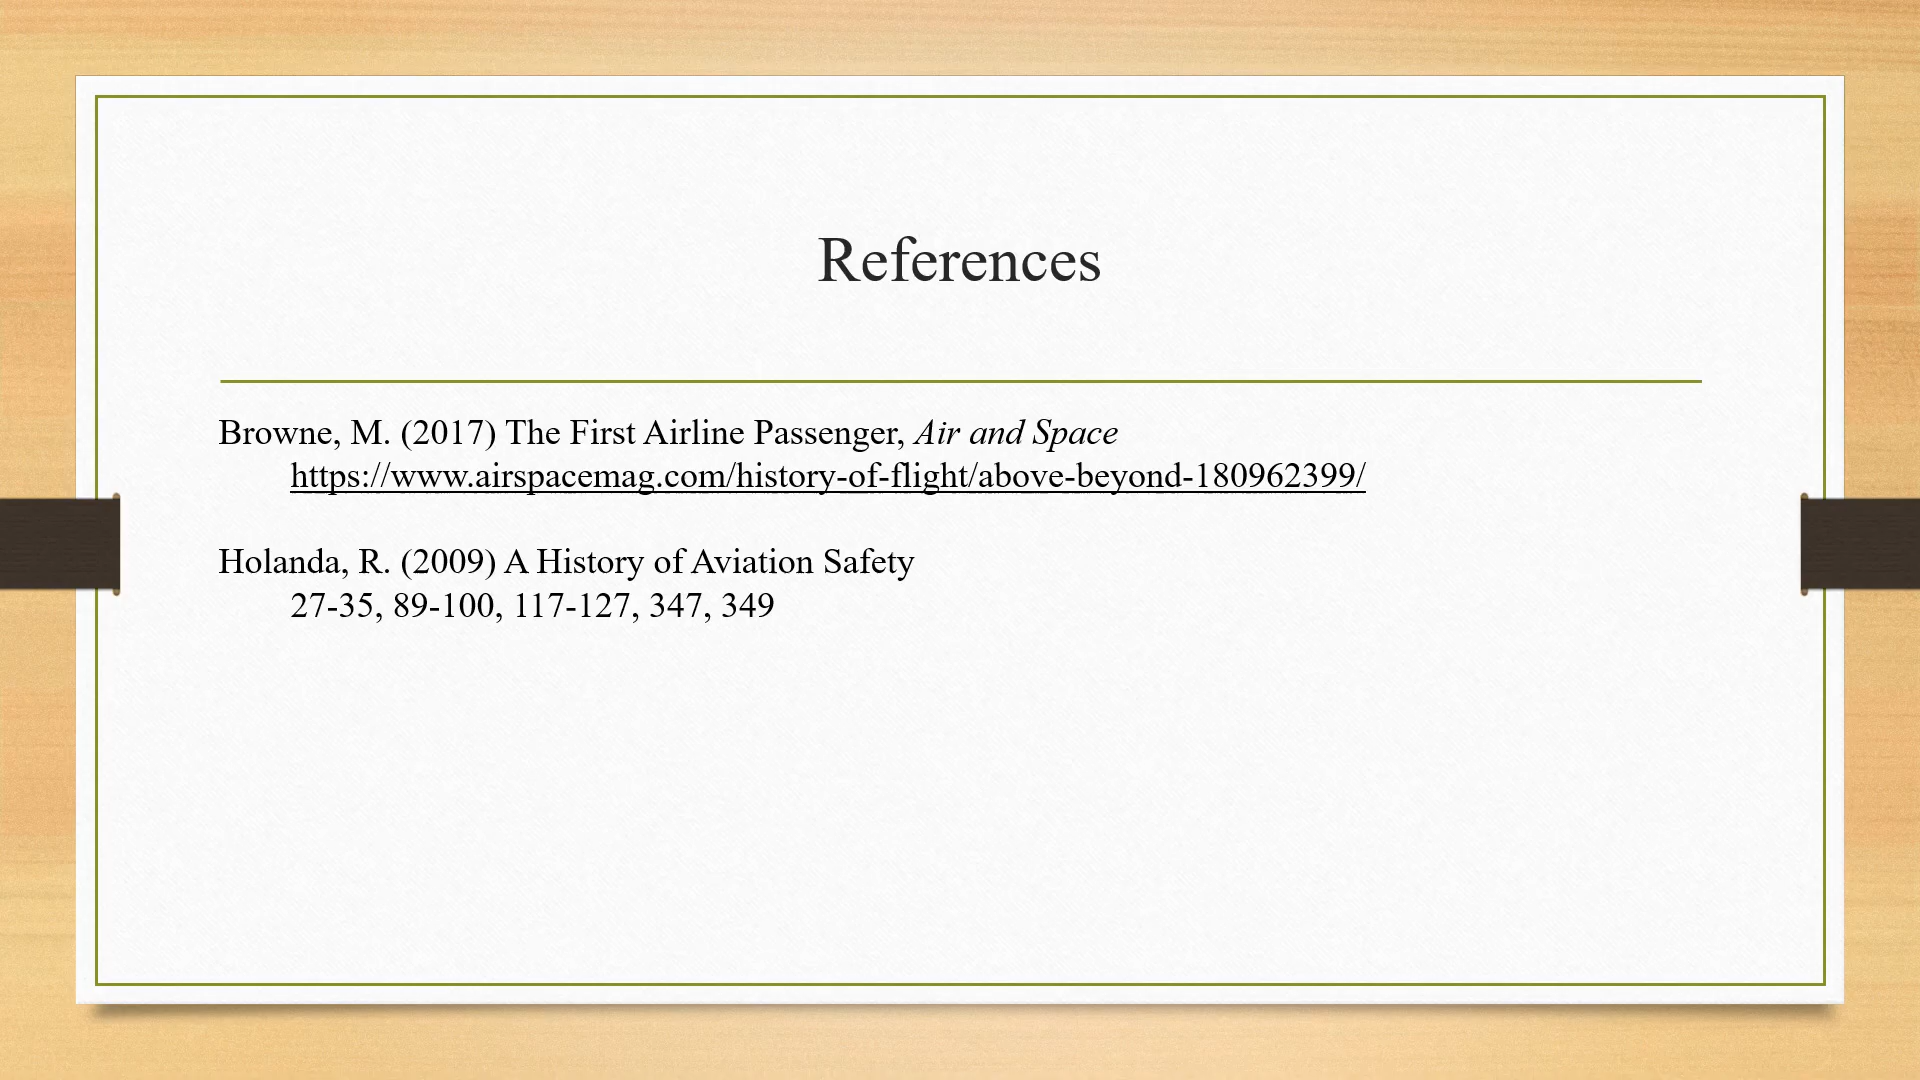 References
Browne, M. (2017) The First Airline Passenger, Air and Space
https://www.airspacemag.com/history-of-flight/above-beyond-180962399/
Holanda, R. (2009) A History of Aviation Safety
27-35, 89-100, 117-127, 347, 349